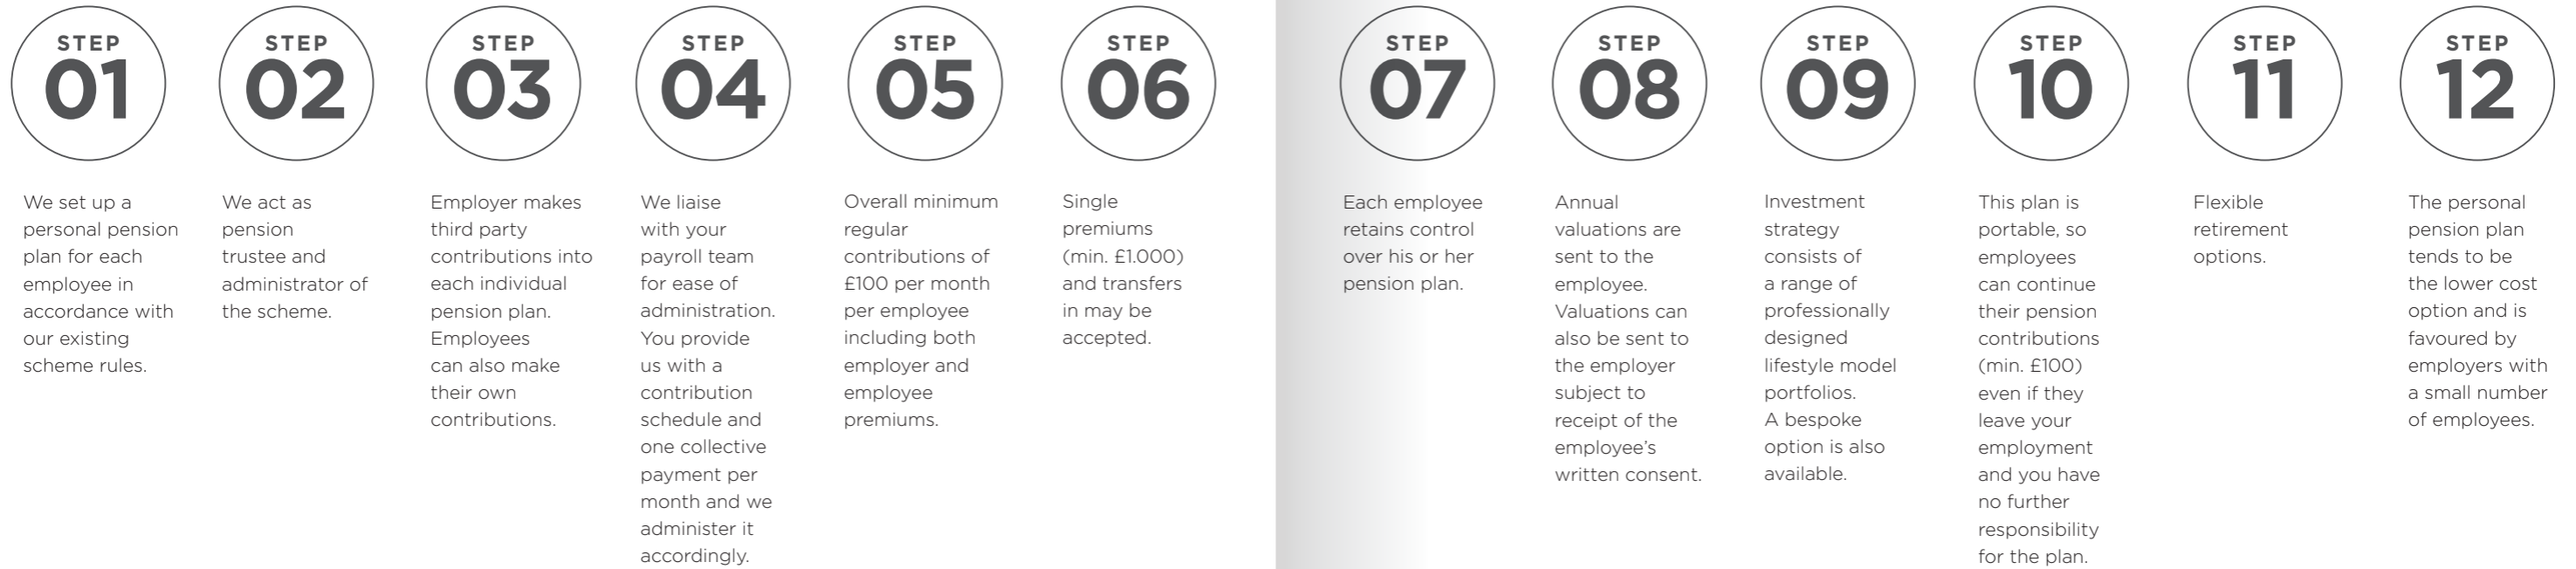 STEP
01
We set up a
personal pension
plan for each
employee in
accordance with
our existing
scheme rules.
STEP
02
We act as
pension
trustee and
administrator of
the scheme.
STEP
03
Employer makes
third party
contributions into
each individual
pension plan.
Employees
can also make
their own
contributions.
STEP
04
We liaise
with your
payroll team
for ease of
administration.
You provide
us with a
contribution
schedule and
one collective
payment per
month and we
administer it
accordingly.
STEP
05
Overall minimum
regular
contributions of
£100 per month
per employee
including both
employer and
employee
premiums.
STEP
06
Single
premiums
(min. £1.000)
and transfers
in may be
accepted.
STEP
07
Each employee
retains control
over his or her
pension plan.
STEP
08
Annual
valuations are
sent to the
employee.
Valuations can
also be sent to
the employer
subject to
receipt of the
employee’s
written consent.
STEP
09
Investment
strategy
consists of
a range of
professionally
designed
lifestyle model
portfolios.
A bespoke
option is also
available.
STEP
10
This plan is
portable, so
employees
can continue
their pension
contributions
(min. £100)
even if they
leave your
employment
and you have
no further
responsibility
for the plan.
STEP
11
Flexible
retirement
options.
STEP
12
The personal
pension plan
tends to be
the lower cost
option and is
favoured by
employers with
a small number
of employees.